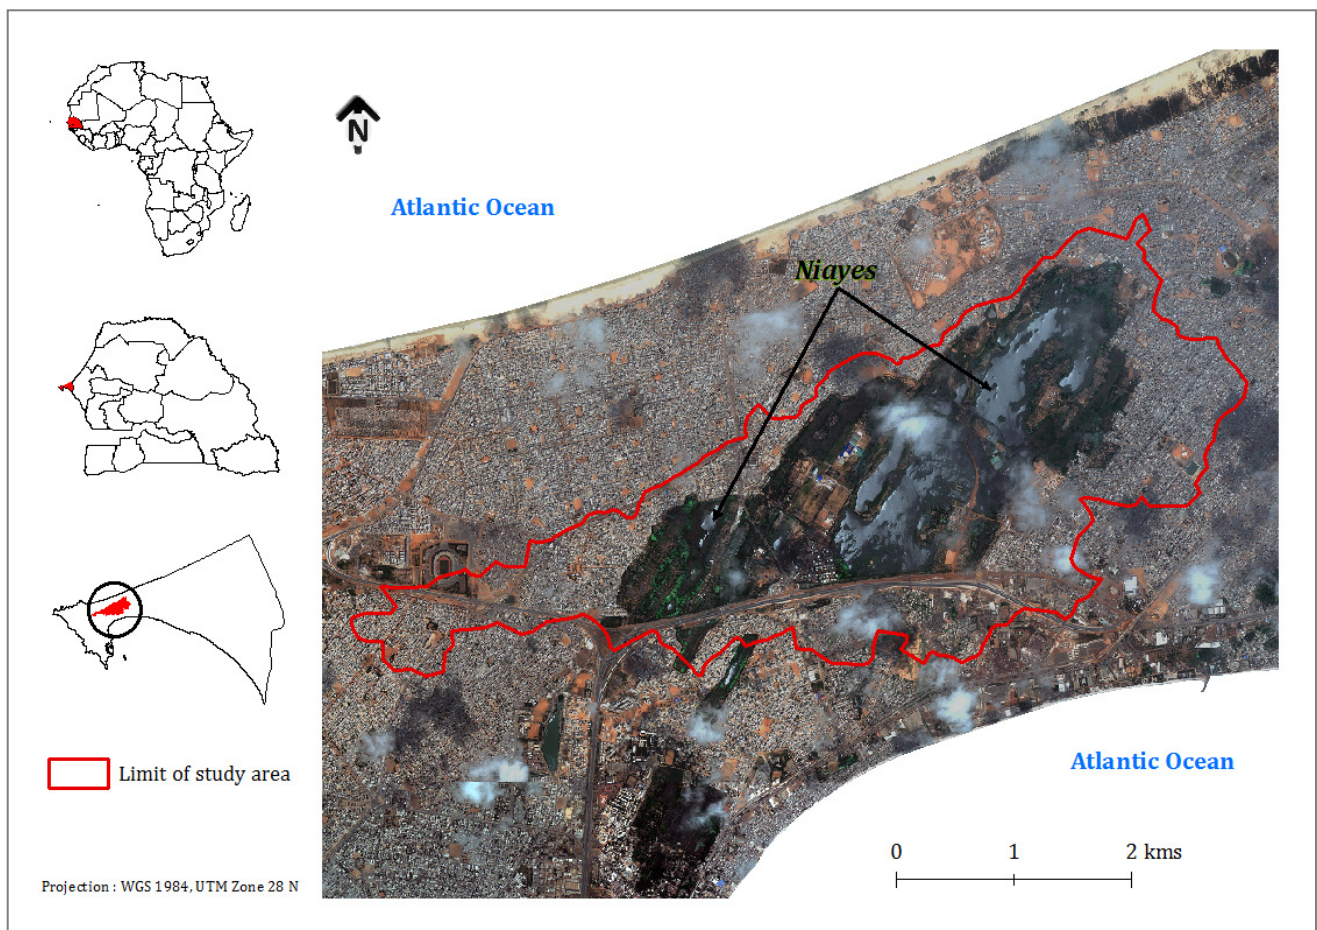 N
Atlantic Ocean
Niayes
Limit of study area
Atlantic Ocean
0 1 2 kms
Projection : WGS 1984, UTM Zone 28 N